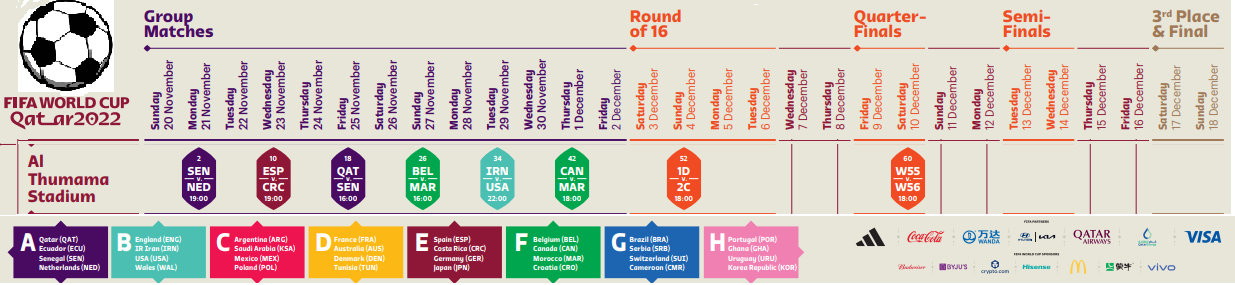 Group
Matches
Round
of 16
Quarter-
Finals
Semi-
Finals
3rd Place
& Final
Sunday
20 November
Monday
21 November
Tuesday
22 November
Wednesday
23 November
Thursday
24 November
Friday
25 November
Saturday
26 November
Sunday
27 November
Monday
28 November
Tuesday
29 November
Wednesday
30 November
Thursday
1 December
Friday
2 December
Saturday
3 December
Sunday
4 December
Monday
5 December
Tuesday
6 December
Wednesday
7 December
Thursday
8 December
Friday
9 December
Saturday
10 December
Sunday
11 December
Monday
12 December
Tuesday
13 December
Wednesday
14 December
Thursday
15 December
Friday
16 December
Saturday
17 December
Sunday
18 December
FIFA WORLD CUP
Qatar2022
Al
Thumama
Stadium
2
SEN
v.
NED
19:00
10
ESP
v.
CRC
19:00
18
QAT
v.
SEN
16:00
26
BEL
v.
MAR
16:00
34
IRN
v.
USA
22:00
42
CAN
v.
MAR
18:00
52
1D
v.
2C
18:00
60
W55
v.
W56
18:00
A
Qatar (QAT)
Ecuador (ECU)
Senegal (SEN)
Netherlands (NED)
B
England (ENG)
IR Iran (IRN)
USA (USA)
Wales (WAL)
C
Argentina (ARG)
Saudi Arabia (KSA)
Mexico (MEX)
Poland (POL)
D
France (FRA)
Australia (AUS)
Denmark (DEN)
Tunisia (TUN)
E
Spain (ESP)
Costa Rica (CRC)
Germany (GER)
Japan (JPN)
F
Belgium (BEL)
Canada (CAN)
Morocco (MAR)
Croatia (CRO)
G
Brazil (BRA)
Serbia (SRB)
Switzerland (SUI)
Cameroon (CMR)
H
Portugal (POR)
Ghana (GHA)
Uruguay (URU)
Korea Republic (KOR)
FIFA PARTNERS
Coca-Cola
万达
WANDA
HYUNDAI
KIA
QATAR
AIRWAYS
VISA
FIFA WORLD CUP SPONSORS
Budweiser
BYJU'S
crypto.com
Hisense
蒙牛
vivo